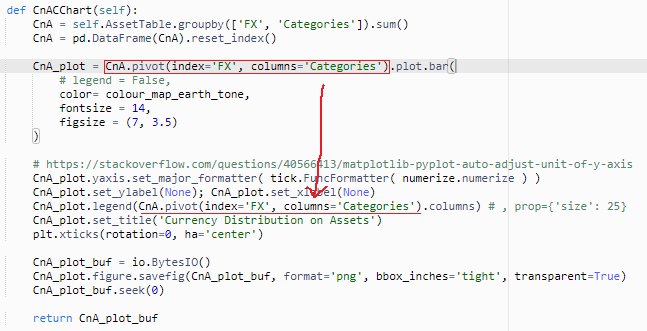 def CnACChart(self):
CnA = self.AssetTable.groupby(['FX', 'Categories']).sum()
CnA = pd.DataFrame(CnA).reset_index()
CnA_plot = CnA.pivot(index='FX', columns='Categories').plot.bar(
# legend = False,
color= colour_map_earth_tone,
fontsize = 14,
figsize = (7, 3.5)
)
# https://stackoverflow.com/questions/40566413/matplotlib-pyplot-auto-adjust-unit-of-y-axis
CnA_plot.yaxis.set_major_formatter( tick.FuncFormatter( numerize.numerize ) )
CnA_plot.set_ylabel(None); CnA_plot.set_xlabel(None)
CnA_plot.legend(CnA.pivot(index='FX', columns='Categories').columns) # , prop={'size': 25}
CnA_plot.set_title('Currency Distribution on Assets')
plt.xticks(rotation=0, ha='center')
CnA_plot_buf = io.BytesIO()
CnA_plot.figure.savefig(CnA_plot_buf, format='png', bbox_inches='tight', transparent=True)
CnA_plot_buf.seek(0)
return CnA_plot_buf